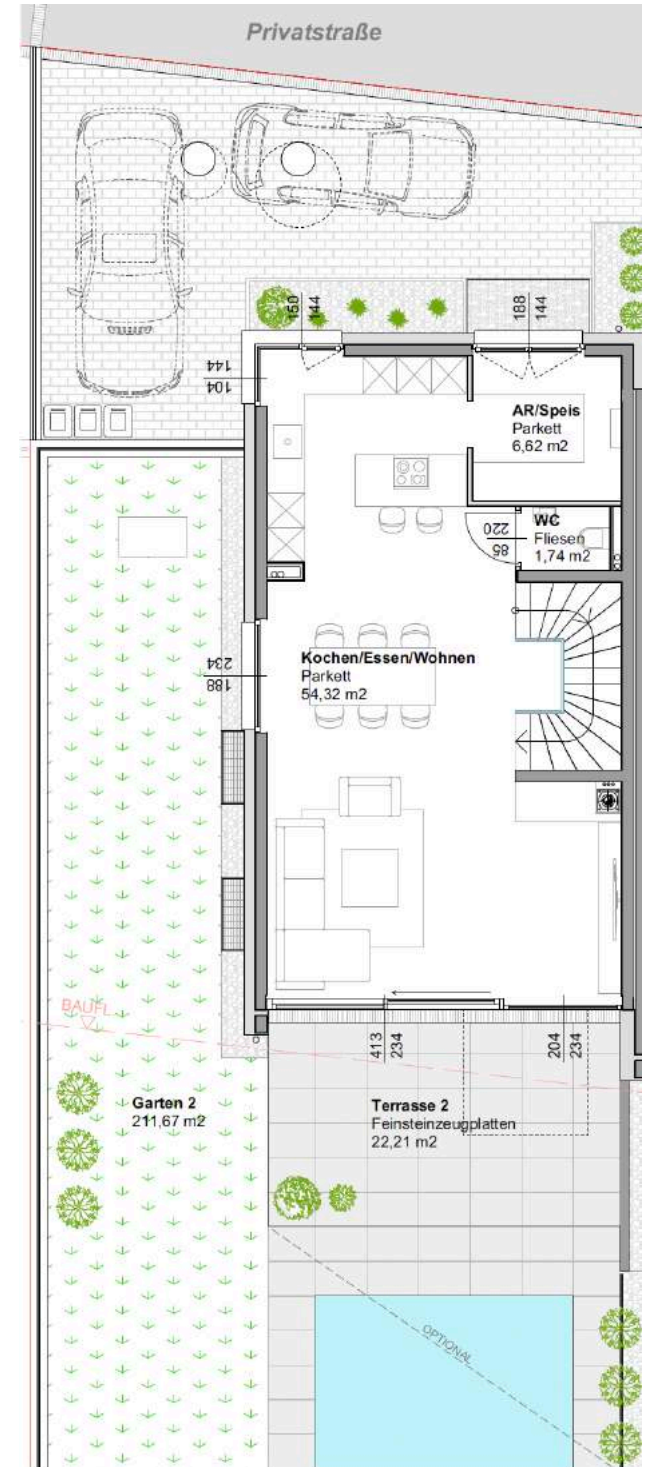 Privatstraße
150
144
188
144
144
104
AR/Speis
Parkett
6,62 m2
220
85
WC
Fliesen
1,74 m2
234
188
Kochen/Essen/Wohnen
Parkett
54,32 m2
BAUFL.
413
234
204
234
Garten 2
211,67 m2
Terrasse 2
Feinsteinzeugplatten
22,21 m2
OPTIONAL